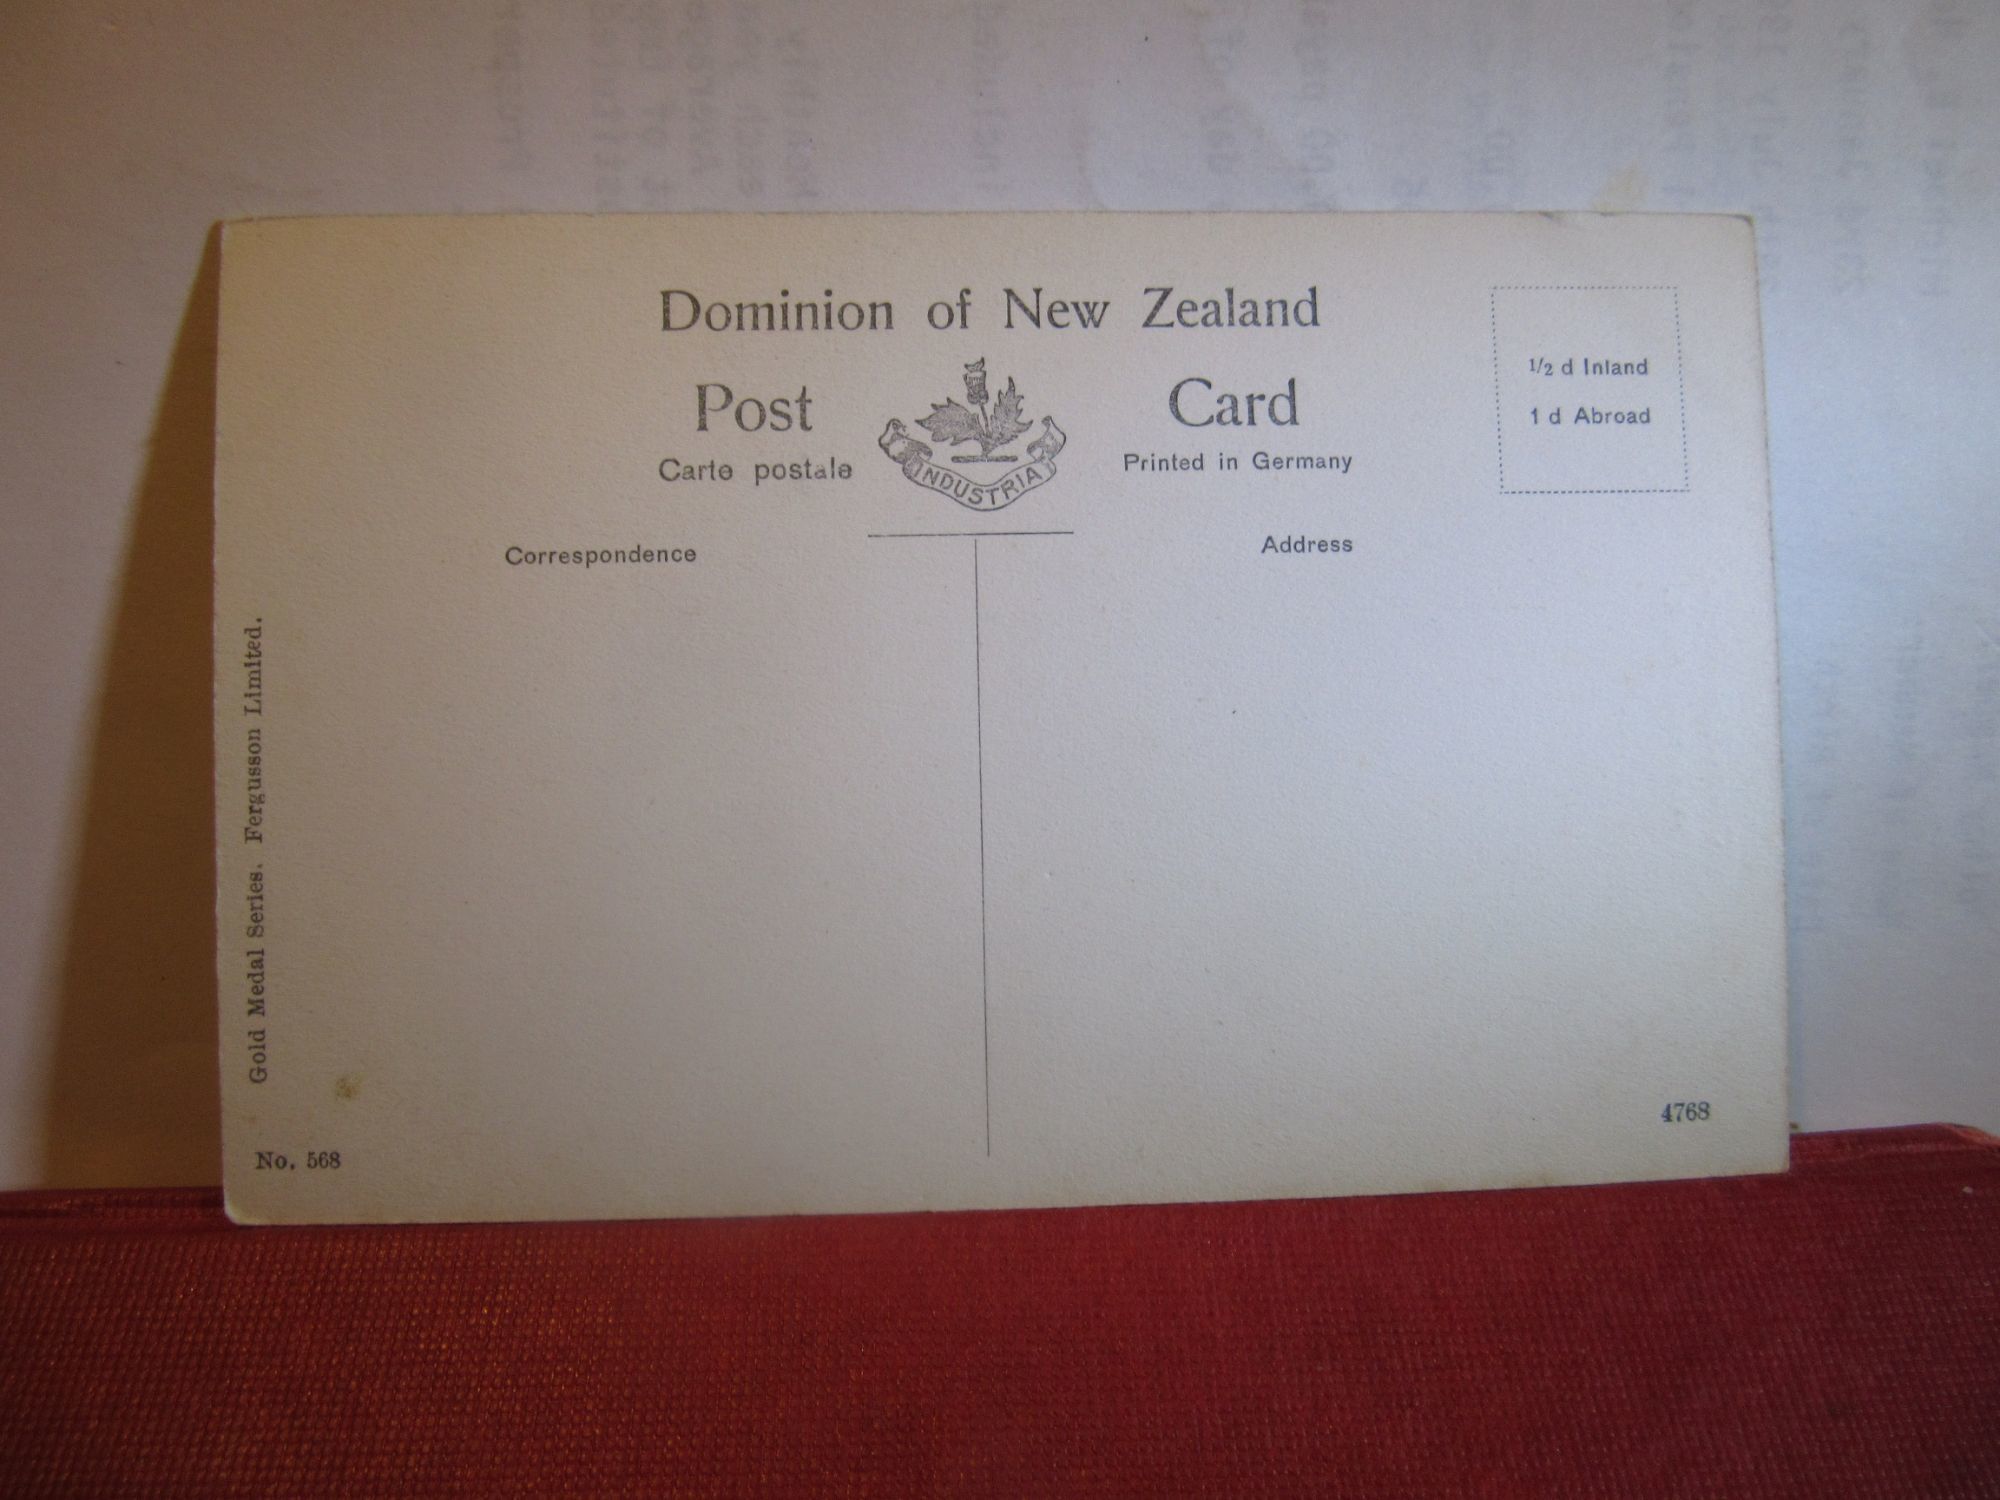 Dominion of New Zealand
Post Card
Carte postale
Printed in Germany
INDUSTRIA
1/2 d Inland
1 d Abroad
Correspondence
Address
Gold Medal Series. Fergusson Limited.
No. 568
4768